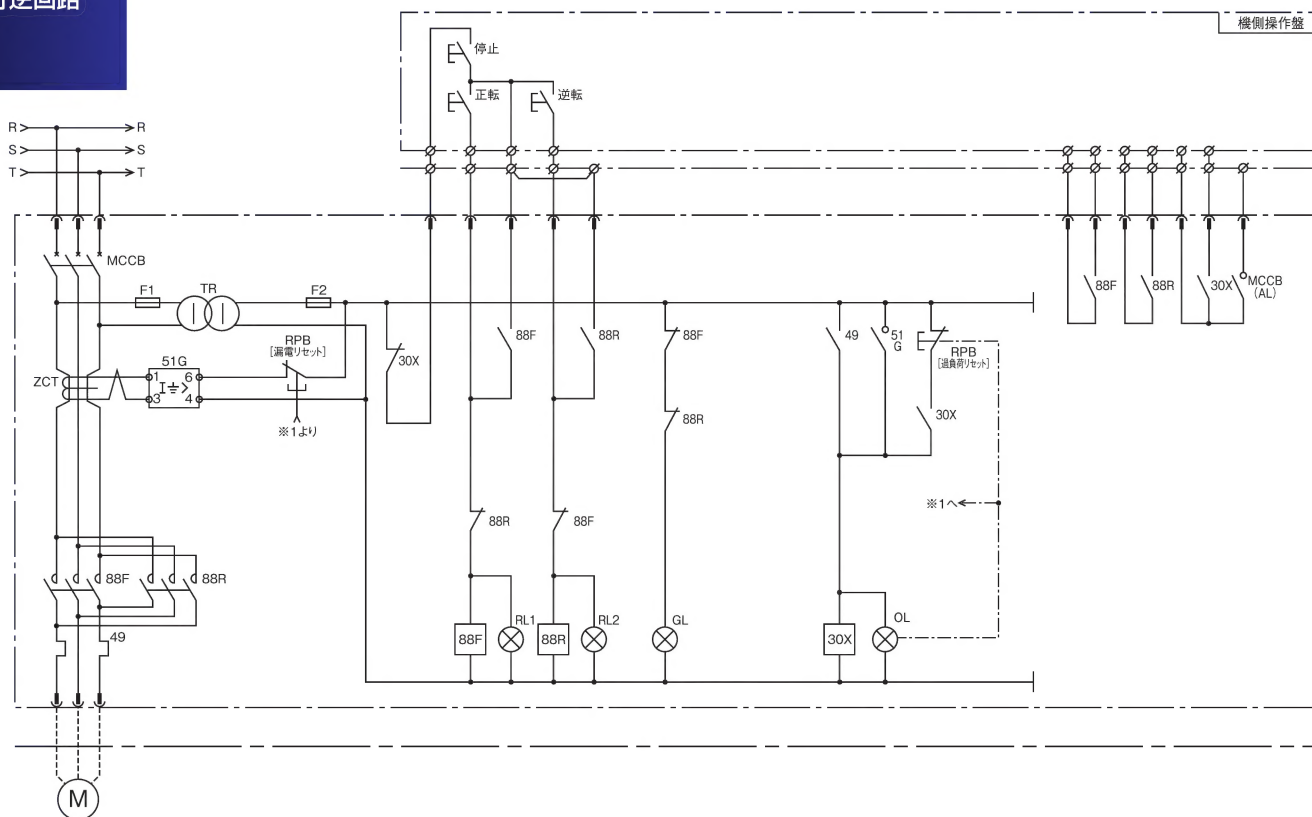 可逆回路
機側操作盤
停止
正転
逆転
R R
S S
T T
MCCB
F1
TR
F2
RPB
[漏電リセット]
51G
1 6
3 4
ZCT
※1より
30X
88F
88R
88F
88R
49
51
G
RPB
[過負荷リセット]
30X
88F
88R
30X
MCCB
(AL)
※1へ
88R
88F
88F
88R
49
88F
RL1
88R
RL2
GL
30X
OL
M